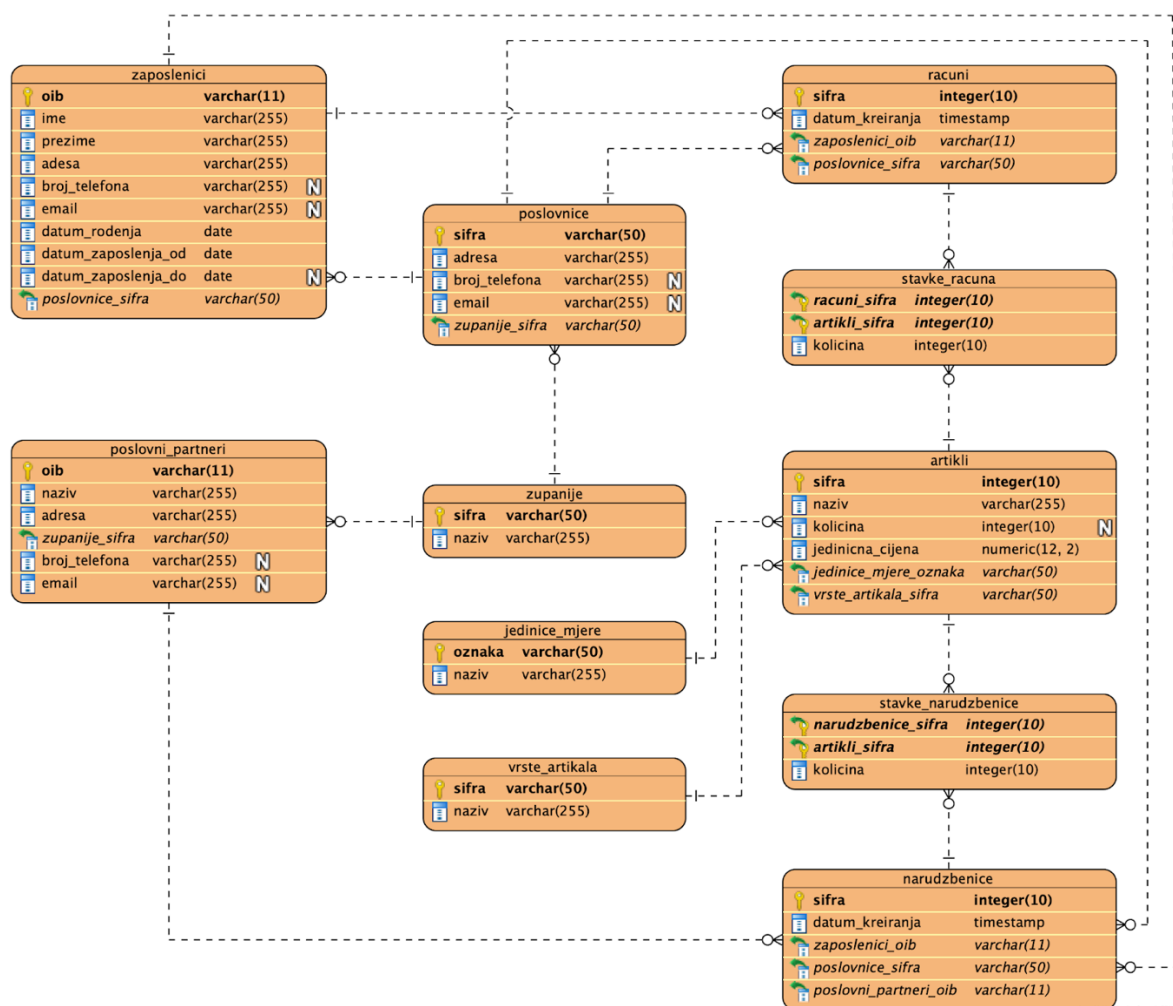 zaposlenici
oib varchar(11)
ime varchar(255)
prezime varchar(255)
adesa varchar(255)
broj_telefona varchar(255) N
email varchar(255) N
datum_rodenja date
datum_zaposlenja_od date
datum_zaposlenja_do date N
poslovnice_sifra varchar(50)
poslovnice
sifra varchar(50)
adresa varchar(255)
broj_telefona varchar(255) N
email varchar(255) N
zupanije_sifra varchar(50)
racuni
sifra integer(10)
datum_kreiranja timestamp
zaposlenici_oib varchar(11)
poslovnice_sifra varchar(50)
stavke_racuna
racuni_sifra integer(10)
artikli_sifra integer(10)
kolicina integer(10)
poslovni_partneri
oib varchar(11)
naziv varchar(255)
adresa varchar(255)
zupanije_sifra varchar(50)
broj_telefona varchar(255) N
email varchar(255) N
zupanije
sifra varchar(50)
naziv varchar(255)
artikli
sifra integer(10)
naziv varchar(255)
kolicina integer(10) N
jedinicna_cijena numeric(12, 2)
jedinice_mjere_oznaka varchar(50)
vrste_artikala_sifra varchar(50)
jedinice_mjere
oznaka varchar(50)
naziv varchar(255)
stavke_narudzbenice
narudzbenice_sifra integer(10)
artikli_sifra integer(10)
kolicina integer(10)
vrste_artikala
sifra varchar(50)
naziv varchar(255)
narudzbenice
sifra integer(10)
datum_kreiranja timestamp
zaposlenici_oib varchar(11)
poslovnice_sifra varchar(50)
poslovni_partneri_oib varchar(11)